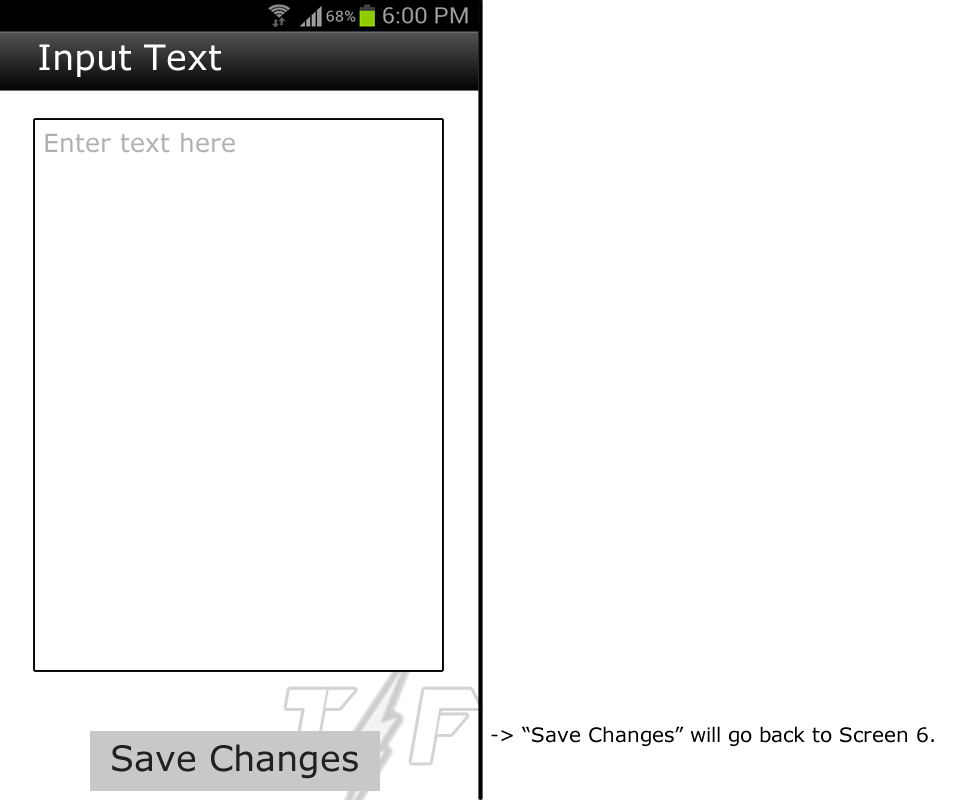 68% 6:00 PM
Input Text
Enter text here
T F
Save Changes
-> “Save Changes” will go back to Screen 6.